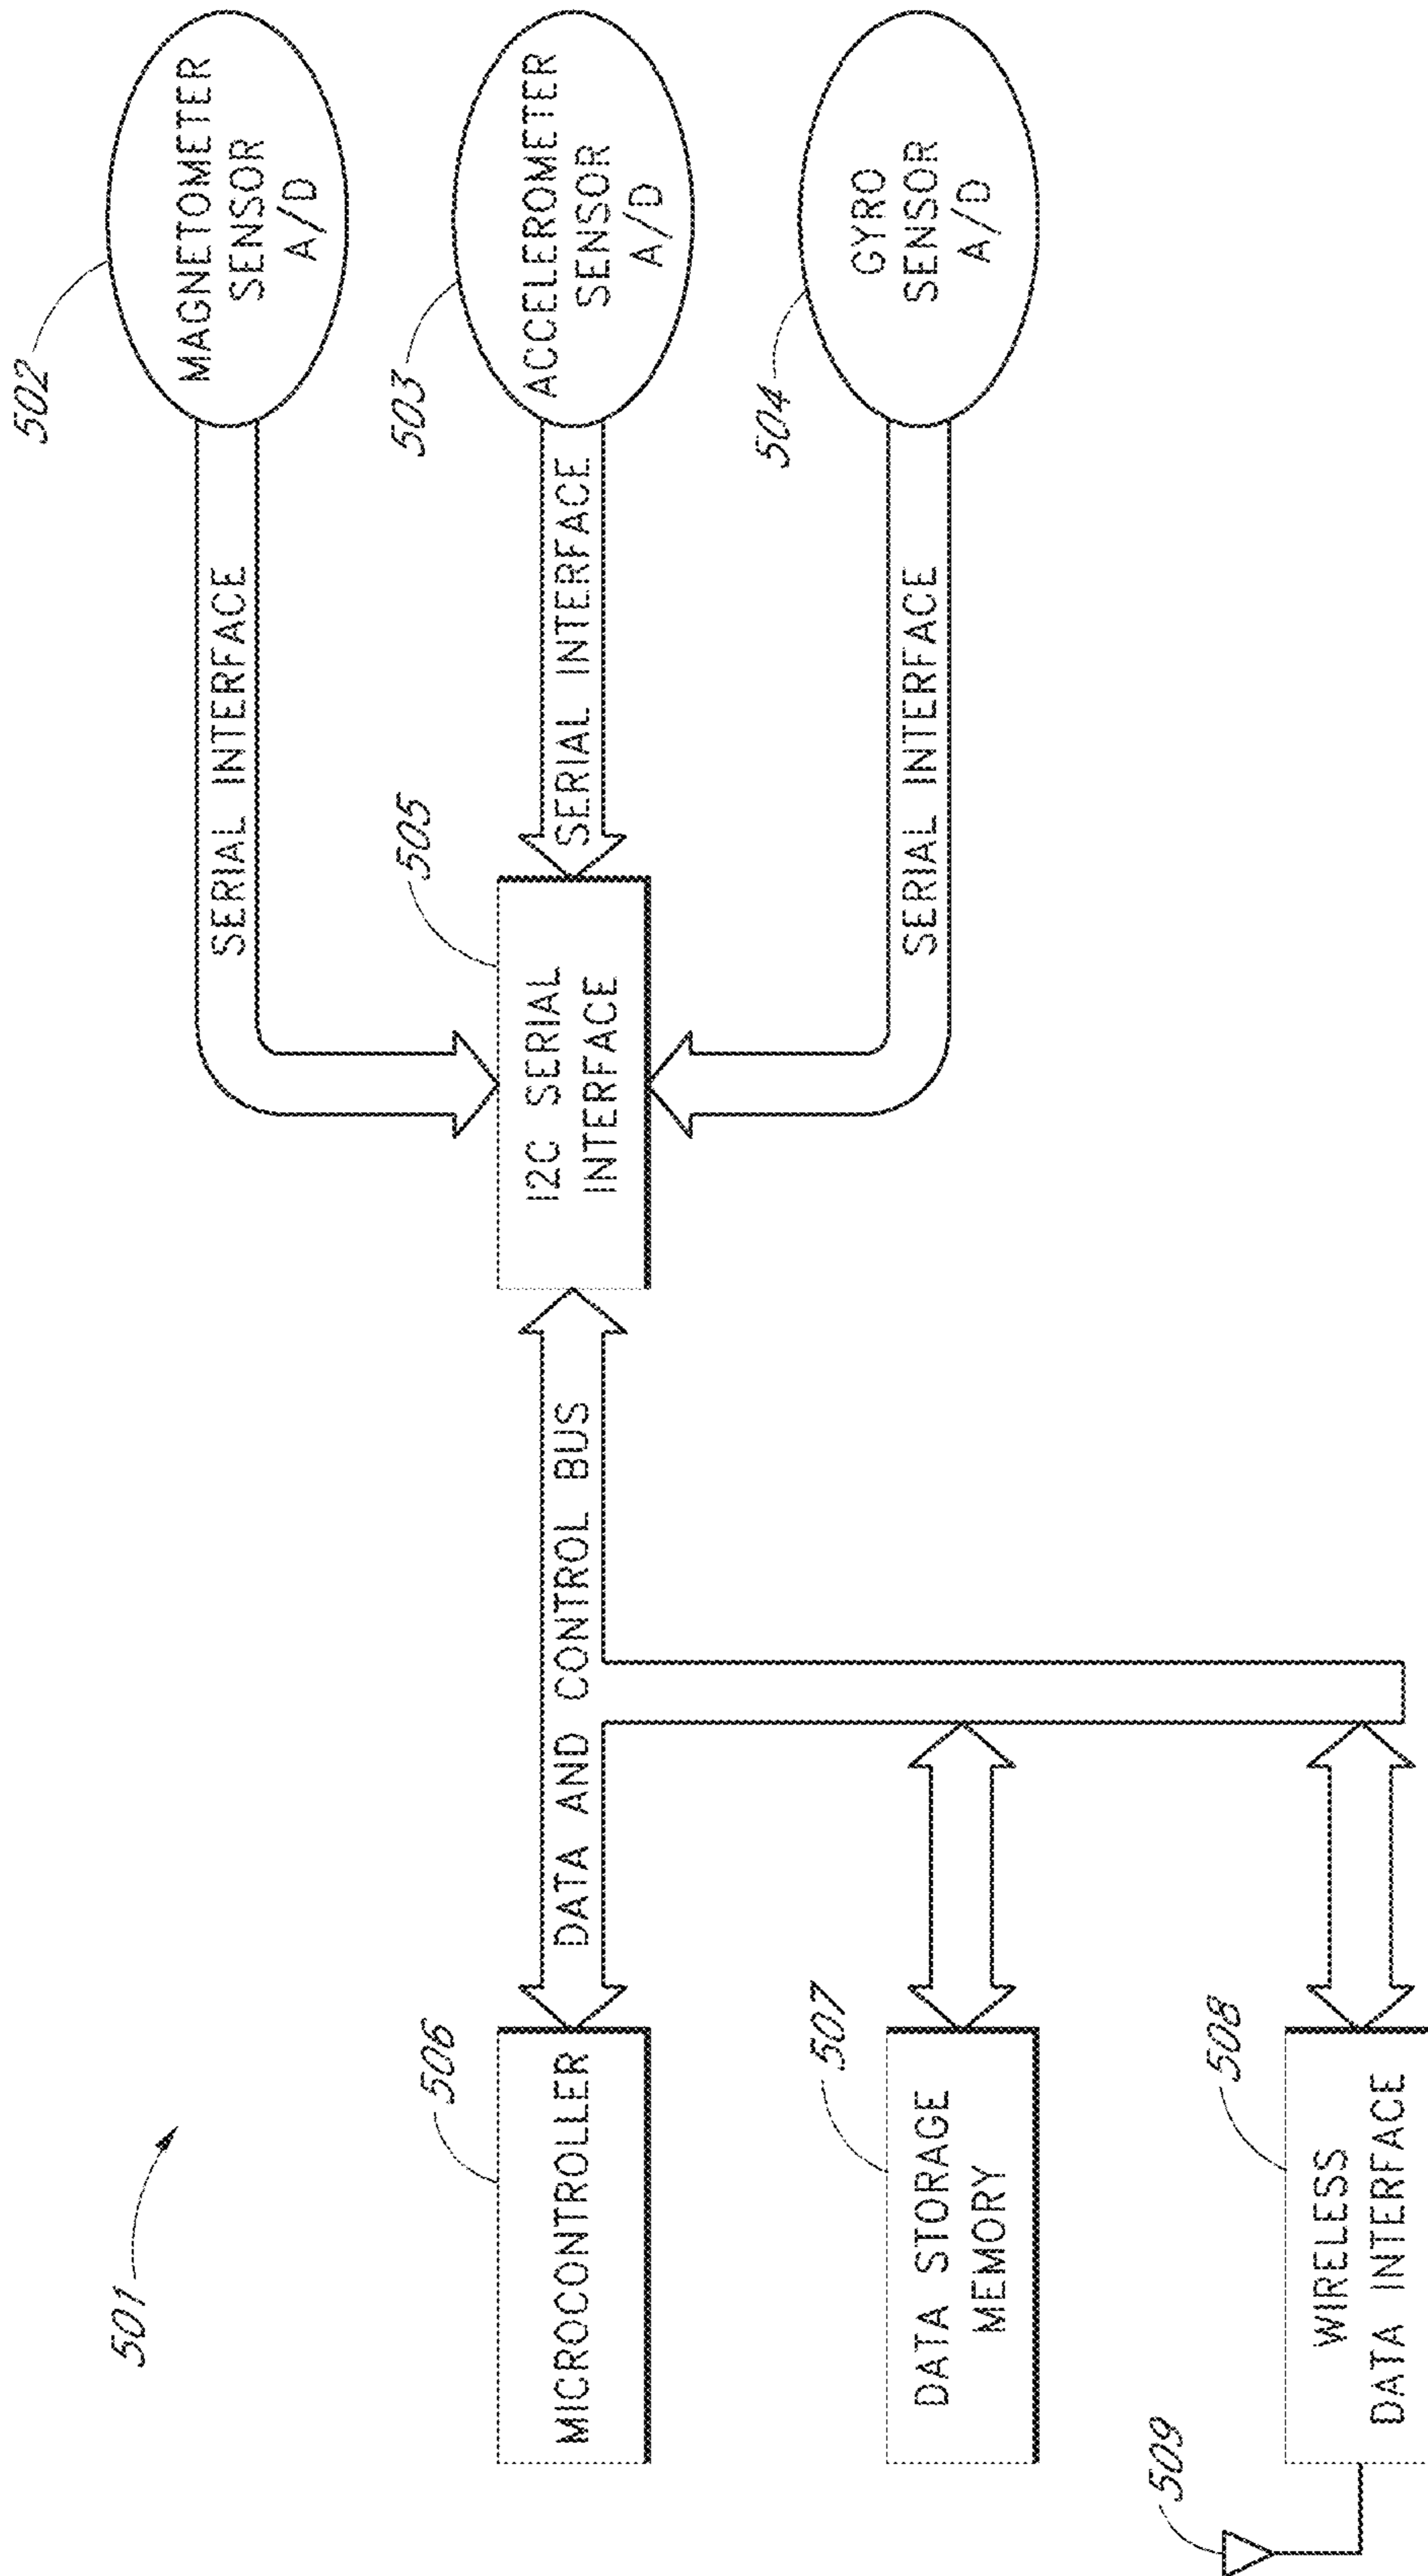 501
506
MICROCONTROLLER
507
DATA STORAGE
MEMORY
508
WIRELESS
DATA INTERFACE
509
DATA AND CONTROL BUS
505
I2C SERIAL
INTERFACE
SERIAL INTERFACE
SERIAL INTERFACE
SERIAL INTERFACE
502
MAGNETOMETER
SENSOR
A/D
503
ACCELEROMETER
SENSOR
A/D
504
GYRO
SENSOR
A/D